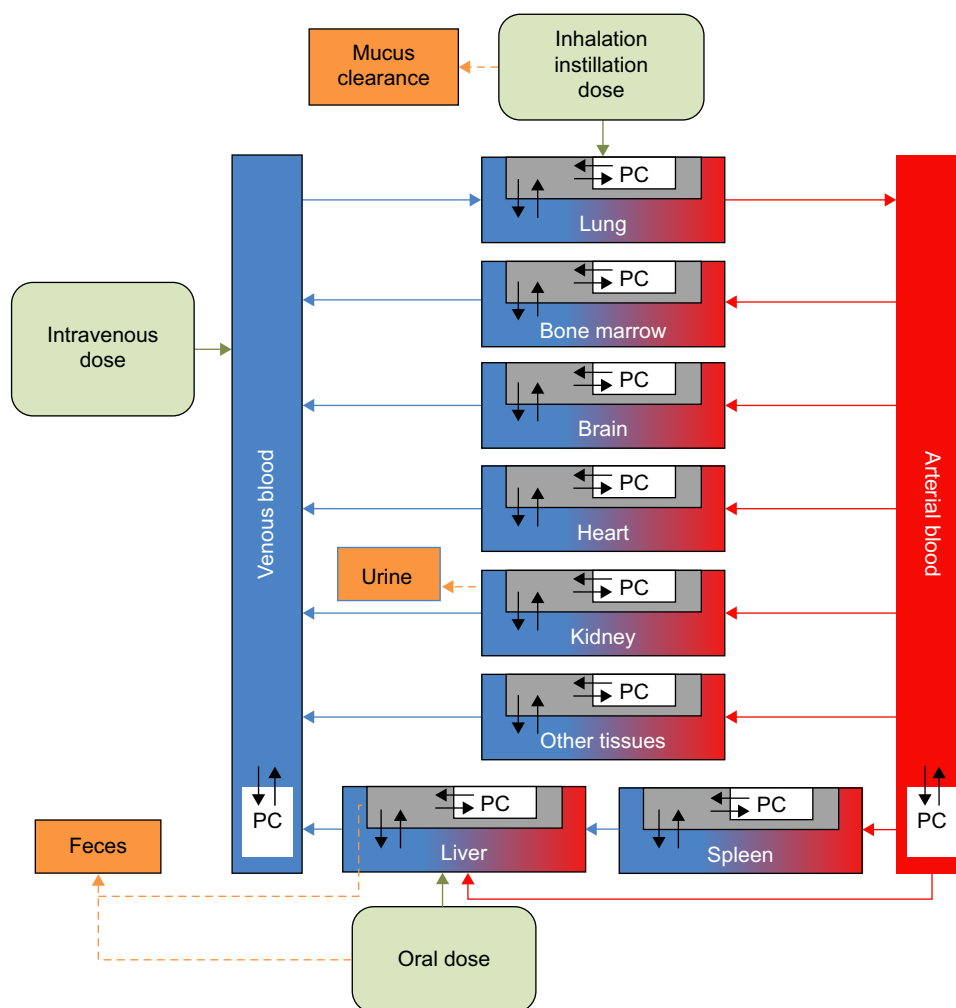 Mucus
clearance
Inhalation
instillation
dose
PC
Lung
Intravenous
dose
Venous blood
Arterial blood
PC
Bone marrow
PC
Brain
PC
Heart
Urine
PC
Kidney
PC
Other tissues
PC
PC
Liver
PC
Spleen
PC
Feces
Oral dose